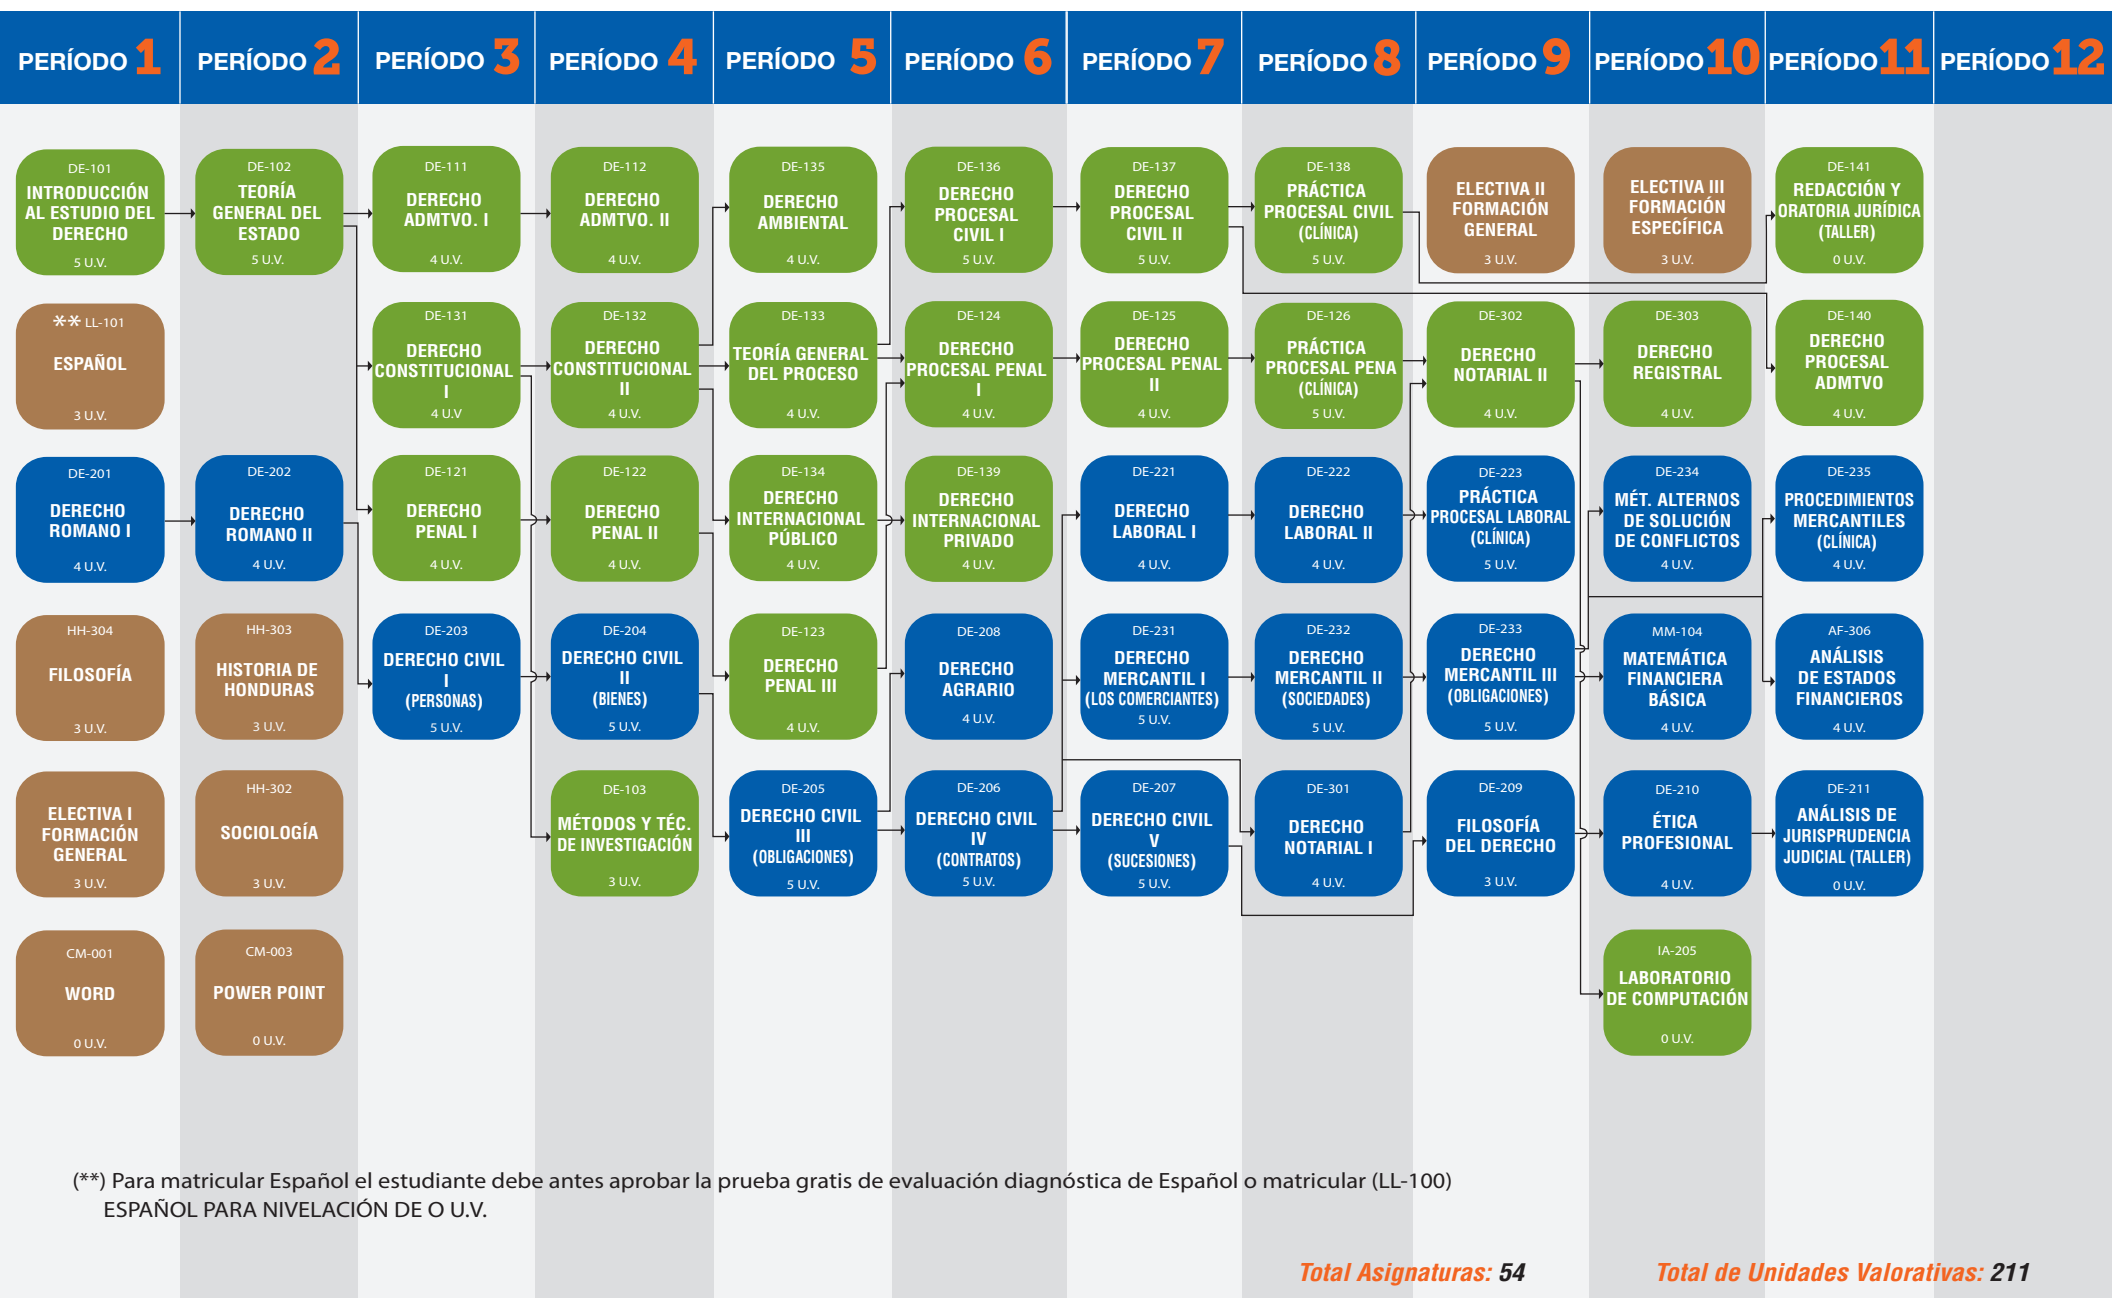 PERÍODO 1
PERÍODO 2
PERÍODO 3
PERÍODO 4
PERÍODO 5
PERÍODO 6
PERÍODO 7
PERÍODO 8
PERÍODO 9
PERÍODO 10
PERÍODO 11
PERÍODO 12
DE-101
INTRODUCCIÓN
AL ESTUDIO DEL
DERECHO
5 U.V.
DE-102
TEORÍA
GENERAL DEL
ESTADO
5 U.V.
DE-111
DERECHO
ADMTVO. I
4 U.V.
DE-112
DERECHO
ADMTVO. II
4 U.V.
DE-135
DERECHO
AMBIENTAL
4 U.V.
DE-136
DERECHO
PROCESAL
CIVIL I
5 U.V.
DE-137
DERECHO
PROCESAL
CIVIL II
5 U.V.
DE-138
PRÁCTICA
PROCESAL CIVIL
(CLÍNICA)
5 U.V.
ELECTIVA II
FORMACIÓN
GENERAL
3 U.V.
ELECTIVA III
FORMACIÓN
ESPECÍFICA
3 U.V.
DE-141
REDACCIÓN Y
ORATORIA JURÍDICA
(TALLER)
0 U.V.
** LL-101
ESPAÑOL
3 U.V.
DE-131
DERECHO
CONSTITUCIONAL
I
4 U.V
DE-132
DERECHO
CONSTITUCIONAL
II
4 U.V.
DE-133
TEORÍA GENERAL
DEL PROCESO
4 U.V.
DE-124
DERECHO
PROCESAL PENAL
I
4 U.V.
DE-125
DERECHO
PROCESAL PENAL
II
4 U.V.
DE-126
PRÁCTICA
PROCESAL PENA
(CLÍNICA)
5 U.V.
DE-302
DERECHO
NOTARIAL II
4 U.V.
DE-303
DERECHO
REGISTRAL
4 U.V.
DE-140
DERECHO
PROCESAL
ADMTVO
4 U.V.
DE-201
DERECHO
ROMANO I
4 U.V.
DE-202
DERECHO
ROMANO II
4 U.V.
DE-121
DERECHO
PENAL I
4 U.V.
DE-122
DERECHO
PENAL II
4 U.V.
DE-134
DERECHO
INTERNACIONAL
PÚBLICO
4 U.V.
DE-139
DERECHO
INTERNACIONAL
PRIVADO
4 U.V.
DE-221
DERECHO
LABORAL I
4 U.V.
DE-222
DERECHO
LABORAL II
4 U.V.
DE-223
PRÁCTICA
PROCESAL LABORAL
(CLÍNICA)
5 U.V.
DE-234
MÉT. ALTERNOS
DE SOLUCIÓN
DE CONFLICTOS
4 U.V.
DE-235
PROCEDIMIENTOS
MERCANTILES
(CLÍNICA)
4 U.V.
HH-304
FILOSOFÍA
3 U.V.
HH-303
HISTORIA DE
HONDURAS
3 U.V.
DE-203
DERECHO CIVIL
I
(PERSONAS)
5 U.V.
DE-204
DERECHO CIVIL
II
(BIENES)
5 U.V.
DE-123
DERECHO
PENAL III
4 U.V.
DE-208
DERECHO
AGRARIO
4 U.V.
DE-231
DERECHO
MERCANTIL I
(LOS COMERCIANTES)
5 U.V.
DE-232
DERECHO
MERCANTIL II
(SOCIEDADES)
5 U.V.
DE-233
DERECHO
MERCANTIL III
(OBLIGACIONES)
5 U.V.
MM-104
MATEMÁTICA
FINANCIERA
BÁSICA
4 U.V.
AF-306
ANÁLISIS
DE ESTADOS
FINANCIEROS
4 U.V.
ELECTIVA I
FORMACIÓN
GENERAL
3 U.V.
HH-302
SOCIOLOGÍA
3 U.V.
DE-103
MÉTODOS Y TÉC.
DE INVESTIGACIÓN
3 U.V.
DE-205
DERECHO CIVIL
III
(OBLIGACIONES)
5 U.V.
DE-206
DERECHO CIVIL
IV
(CONTRATOS)
5 U.V.
DE-207
DERECHO CIVIL
V
(SUCESIONES)
5 U.V.
DE-301
DERECHO
NOTARIAL I
4 U.V.
DE-209
FILOSOFÍA
DEL DERECHO
3 U.V.
DE-210
ÉTICA
PROFESIONAL
4 U.V.
DE-211
ANÁLISIS DE
JURISPRUDENCIA
JUDICIAL (TALLER)
0 U.V.
CM-001
WORD
0 U.V.
CM-003
POWER POINT
0 U.V.
IA-205
LABORATORIO
DE COMPUTACIÓN
0 U.V.
(**) Para matricular Español el estudiante debe antes aprobar la prueba gratis de evaluación diagnóstica de Español o matricular (LL-100)
ESPAÑOL PARA NIVELACIÓN DE O U.V.
Total Asignaturas: 54
Total de Unidades Valorativas: 211